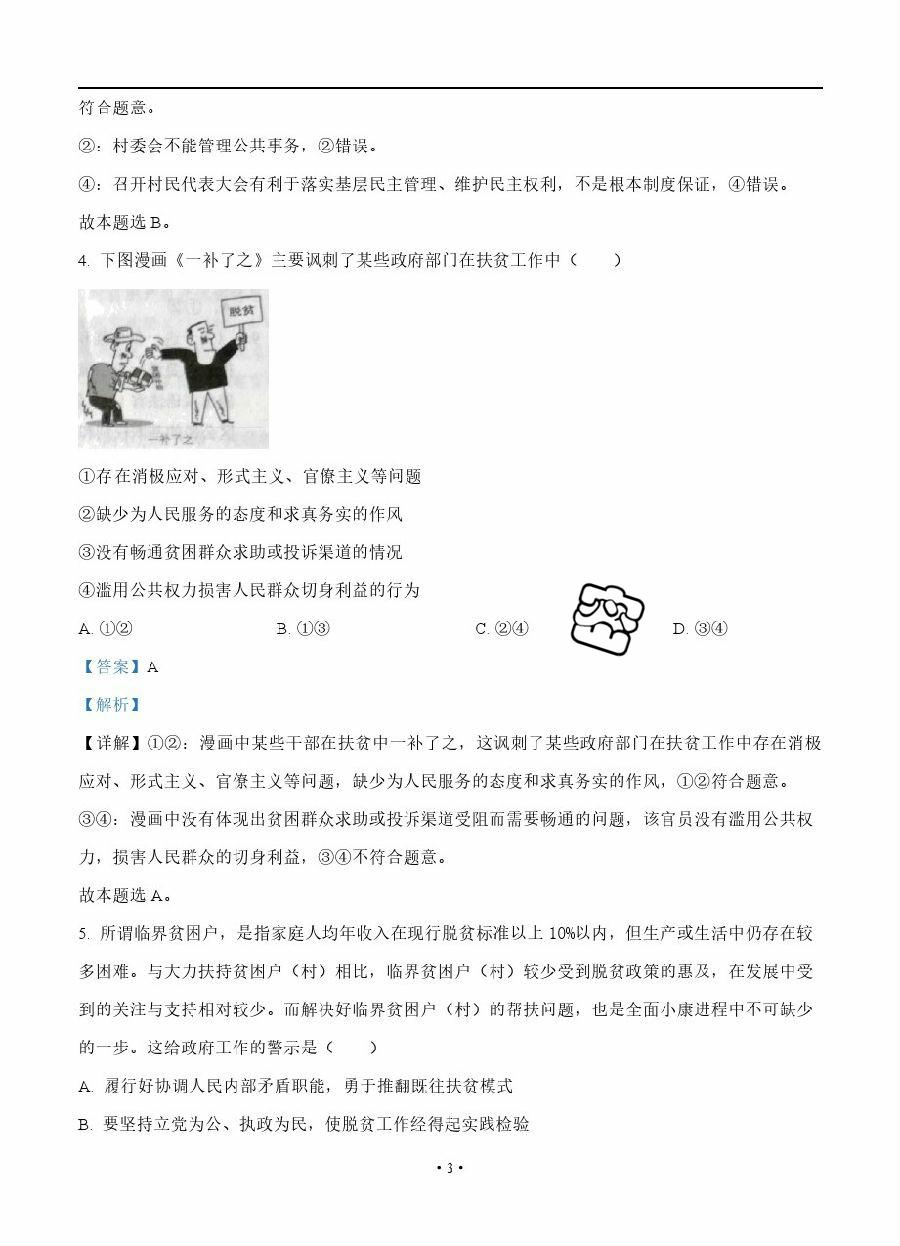 符合题意。
②：村委会不能管理公共事务，②错误。
④：召开村民代表大会有利于落实基层民主管理、维护民主权利，不是根本制度保证，④错误。
故本题选 B。
4. 下图漫画《一补了之》主要讽刺了某些政府部门在扶贫工作中（　　）
脱贫
一补了之
①存在消极应对、形式主义、官僚主义等问题
②缺少为人民服务的态度和求真务实的作风
③没有畅通贫困群众求助或投诉渠道的情况
④滥用公共权力损害人民群众切身利益的行为
A. ①② B. ①③ C. ②④ D. ③④
【答案】A
【解析】
【详解】①②：漫画中某些干部在扶贫中一补了之，这讽刺了某些政府部门在扶贫工作中存在消极
应对、形式主义、官僚主义等问题，缺少为人民服务的态度和求真务实的作风，①②符合题意。
③④：漫画中没有体现出贫困群众求助或投诉渠道受阻而需要畅通的问题，该官员没有滥用公共权
力，损害人民群众的切身利益，③④不符合题意。
故本题选 A。
5. 所谓临界贫困户，是指家庭人均年收入在现行脱贫标准以上 10%以内，但生产或生活中仍存在较
多困难。与大力扶持贫困户（村）相比，临界贫困户（村）较少受到脱贫政策的惠及，在发展中受
到的关注与支持相对较少。而解决好临界贫困户（村）的帮扶问题，也是全面小康进程中不可缺少
的一步。这给政府工作的警示是（　　）
A. 履行好协调人民内部矛盾职能，勇于推翻既往扶贫模式
B. 要坚持立党为公、执政为民，使脱贫工作经得起实践检验
• 3 •